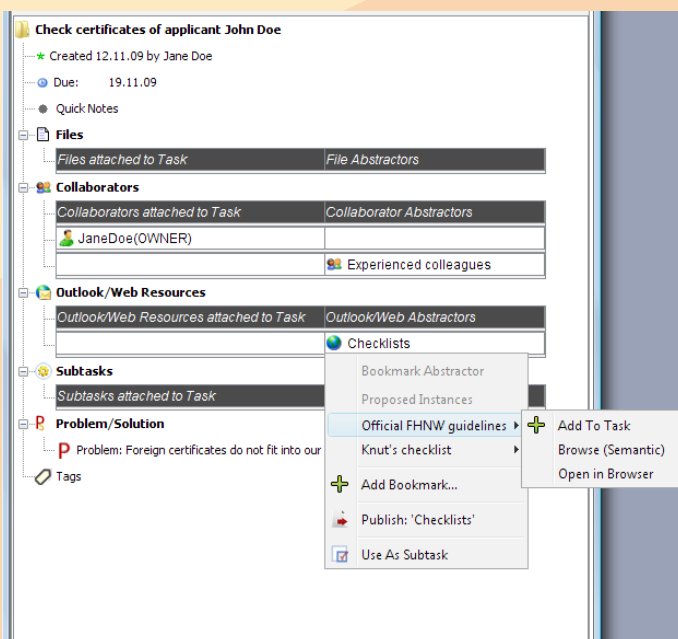 Check certificates of applicant John Doe
Created 12.11.09 by Jane Doe
Due: 19.11.09
Quick Notes
Files
Files attached to Task File Abstractors
Collaborators
Collaborators attached to Task Collaborator Abstractors
JaneDoe(OWNER)
Experienced colleagues
Outlook/Web Resources
Outlook/Web Resources attached to Task Outlook/Web Abstractors
Checklists
Subtasks
Subtasks attached to Task
Problem/Solution
Problem: Foreign certificates do not fit into our
Tags
Bookmark Abstractor
Proposed Instances
Official FHNW guidelines
Knut's checklist
Add Bookmark...
Publish: 'Checklists'
Use As Subtask
Add To Task
Browse (Semantic)
Open in Browser